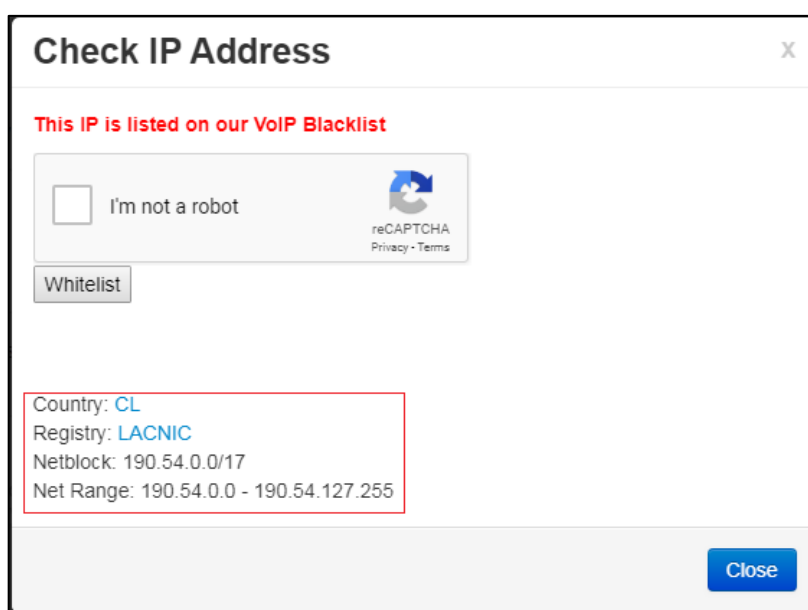 Check IP Address
X
This IP is listed on our VoIP Blacklist
I'm not a robot
reCAPTCHA
Privacy - Terms
Whitelist
Country: CL
Registry: LACNIC
Netblock: 190.54.0.0/17
Net Range: 190.54.0.0 - 190.54.127.255
Close